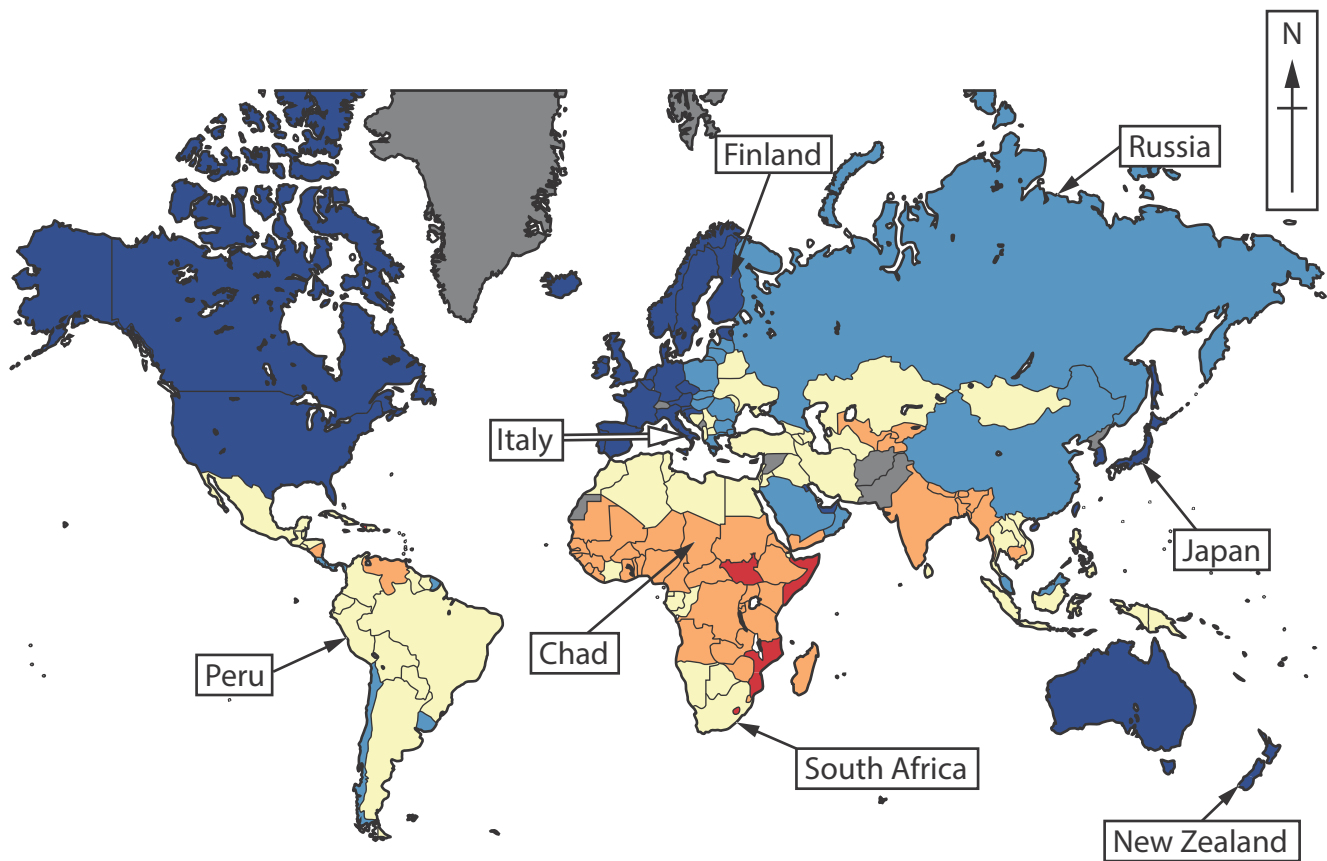 N
Finland
Russia
Italy
Japan
Chad
Peru
South Africa
New Zealand